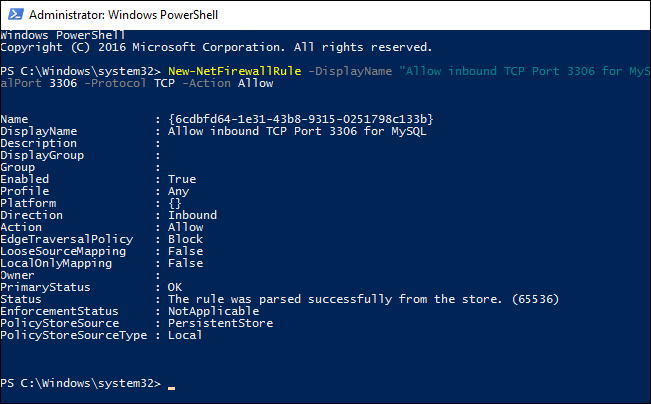 Administrator: Windows PowerShell
Windows PowerShell
Copyright (C) 2016 Microsoft Corporation. All rights reserved.
PS C:\Windows\system32> New-NetFirewallRule -DisplayName "Allow inbound TCP Port 3306 for MyS
alPort 3306 -Protocol TCP -Action Allow
Name : {6cdbfd64-1e31-43b8-9315-0251798c133b}
DisplayName : Allow inbound TCP Port 3306 for MySQL
Description :
DisplayGroup :
Group :
Enabled : True
Profile : Any
Platform : {}
Direction : Inbound
Action : Allow
EdgeTraversalPolicy : Block
LooseSourceMapping : False
LocalOnlyMapping : False
Owner :
PrimaryStatus : OK
Status : The rule was parsed successfully from the store. (65536)
EnforcementStatus : NotApplicable
PolicyStoreSource : PersistentStore
PolicyStoreSourceType : Local
PS C:\Windows\system32> _